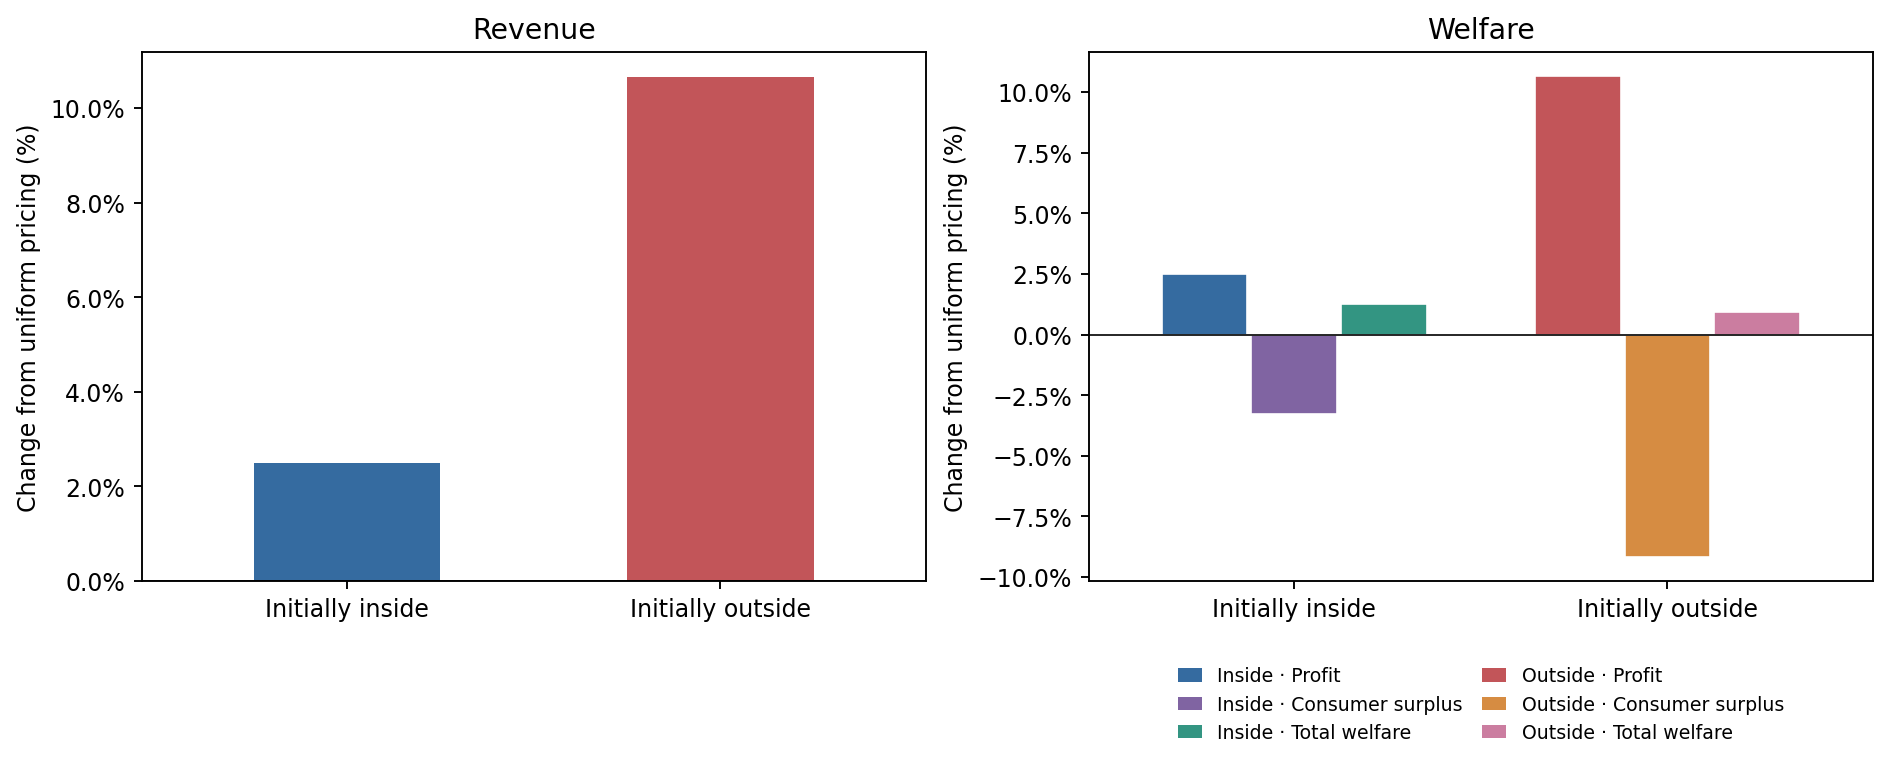 Revenue
Change from uniform pricing (%)
10.0%
8.0%
6.0%
4.0%
2.0%
0.0%
Initially inside
Initially outside
Welfare
Change from uniform pricing (%)
10.0%
7.5%
5.0%
2.5%
0.0%
−2.5%
−5.0%
−7.5%
−10.0%
Initially inside
Initially outside
Inside · Profit
Inside · Consumer surplus
Inside · Total welfare
Outside · Profit
Outside · Consumer surplus
Outside · Total welfare